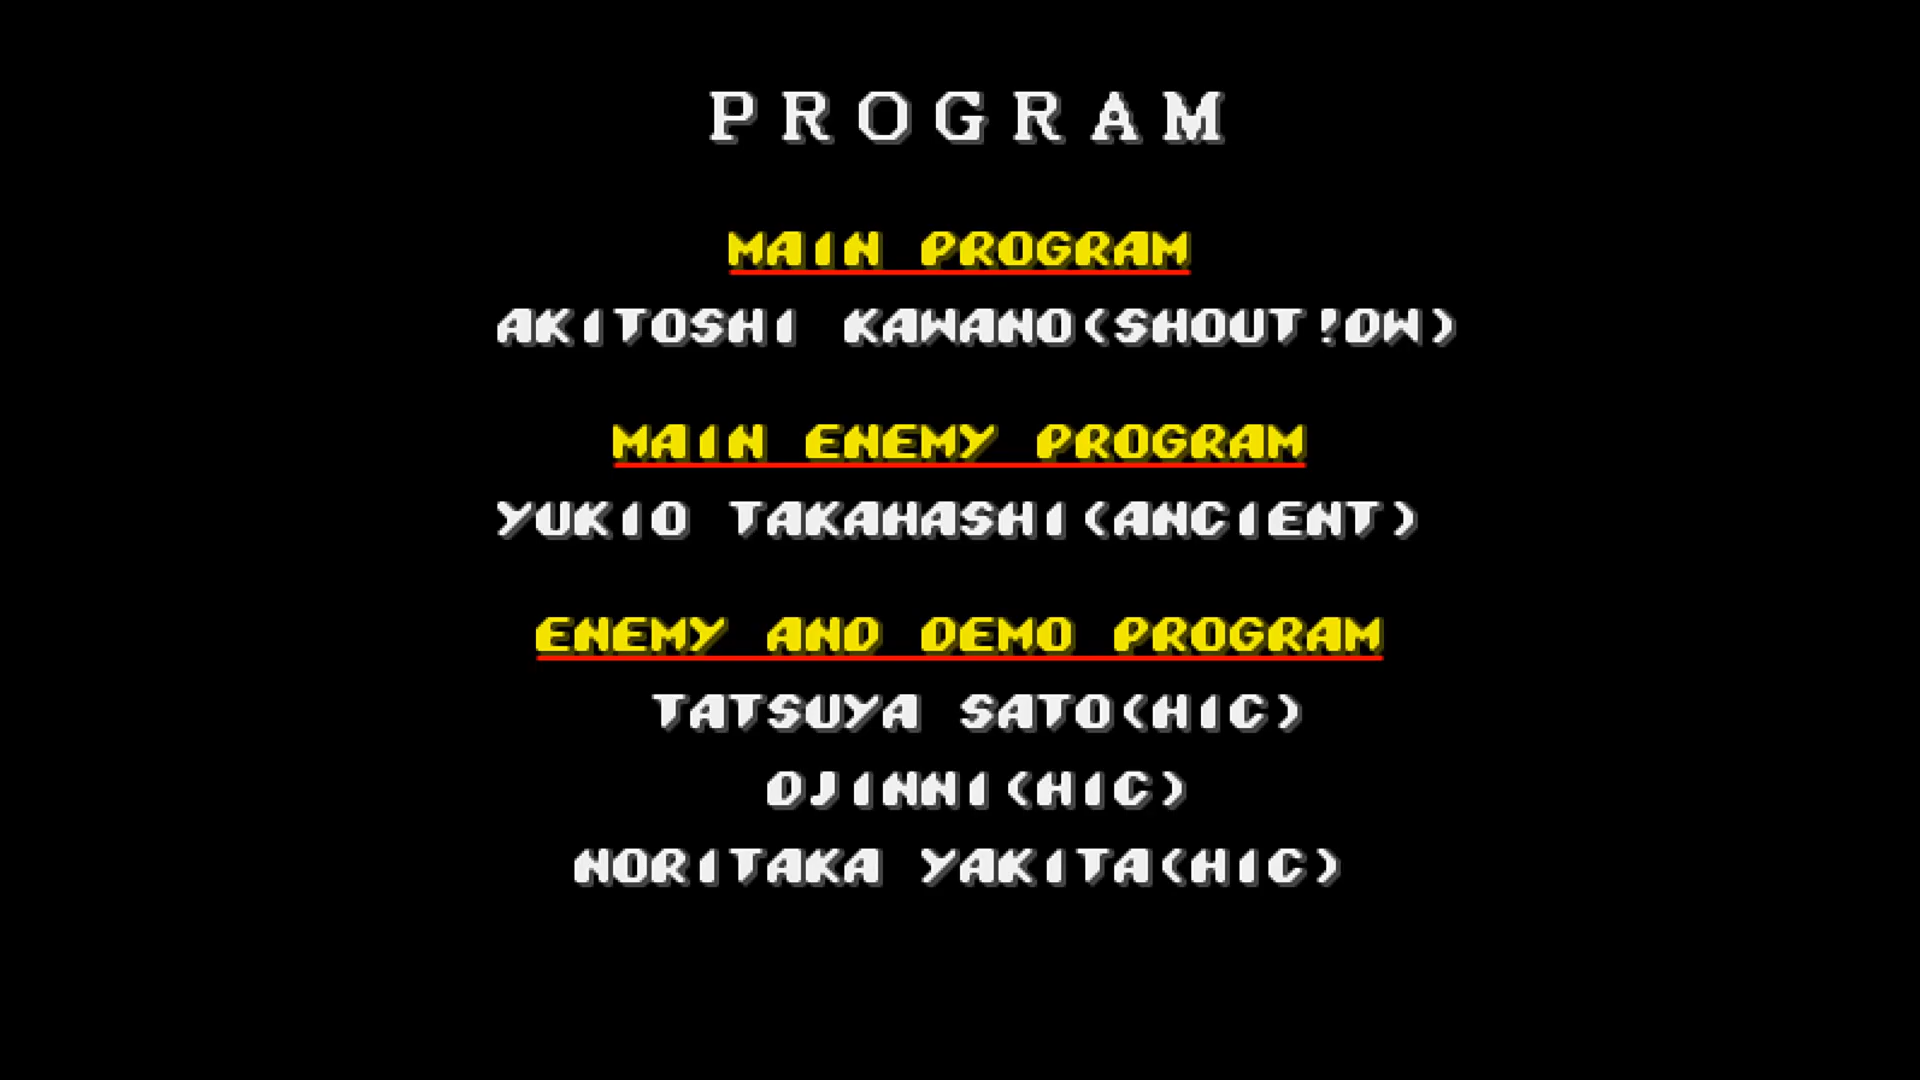 PROGRAM
MAIN PROGRAM
AKITOSHI KAWANO(SHOUT!DW)
MAIN ENEMY PROGRAM
YUKIO TAKAHASHI(ANCIENT)
ENEMY AND DEMO PROGRAM
TATSUYA SATO(HIC)
DJINNI(HIC)
NORITAKA YAKITA(HIC)